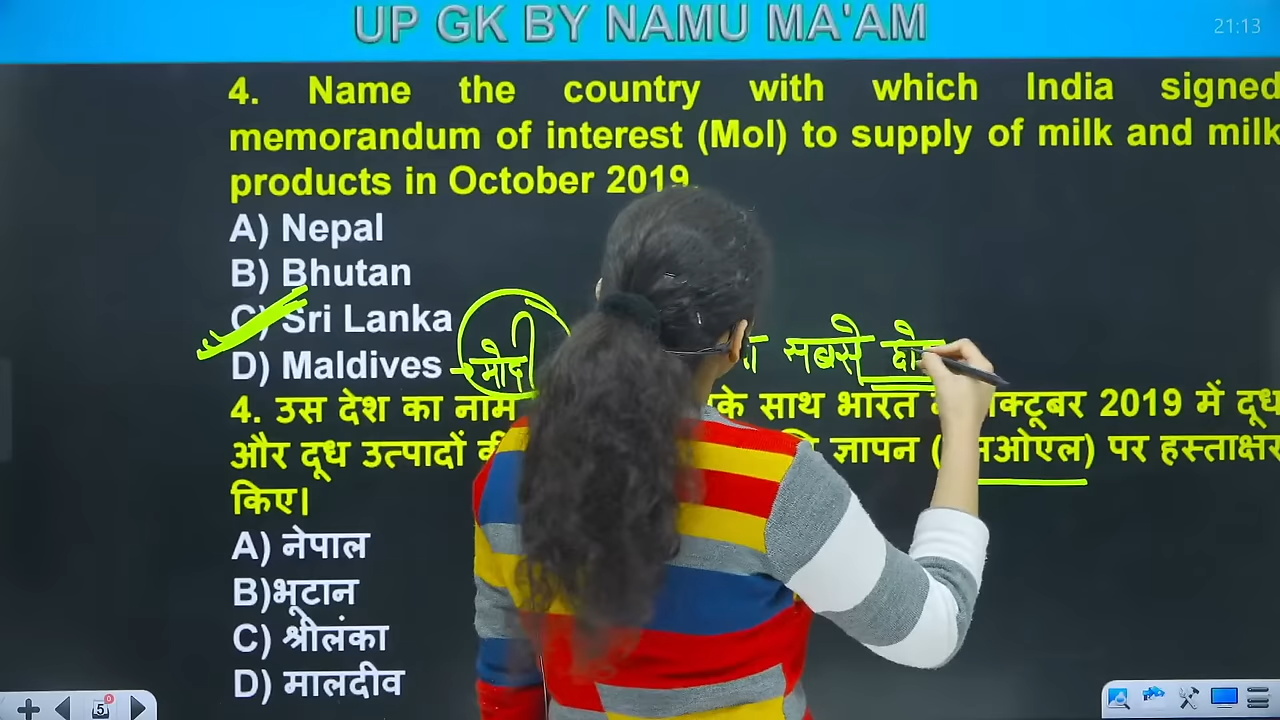 UP GK BY NAMU MA'AM
21:13
4. Name the country with which India signed
memorandum of interest (MoI) to supply of milk and milk
products in October 2019
A) Nepal
B) Bhutan
C) Sri Lanka
D) Maldives
मोदी सबसे
4. उस देश का नाम के साथ भारत 2019 में दूध
और दूध उत्पादों ज्ञापन पर हस्ताक्षर
किए।
A) नेपाल
B)भूटान
C) श्रीलंका
D) मालदीव
5
0